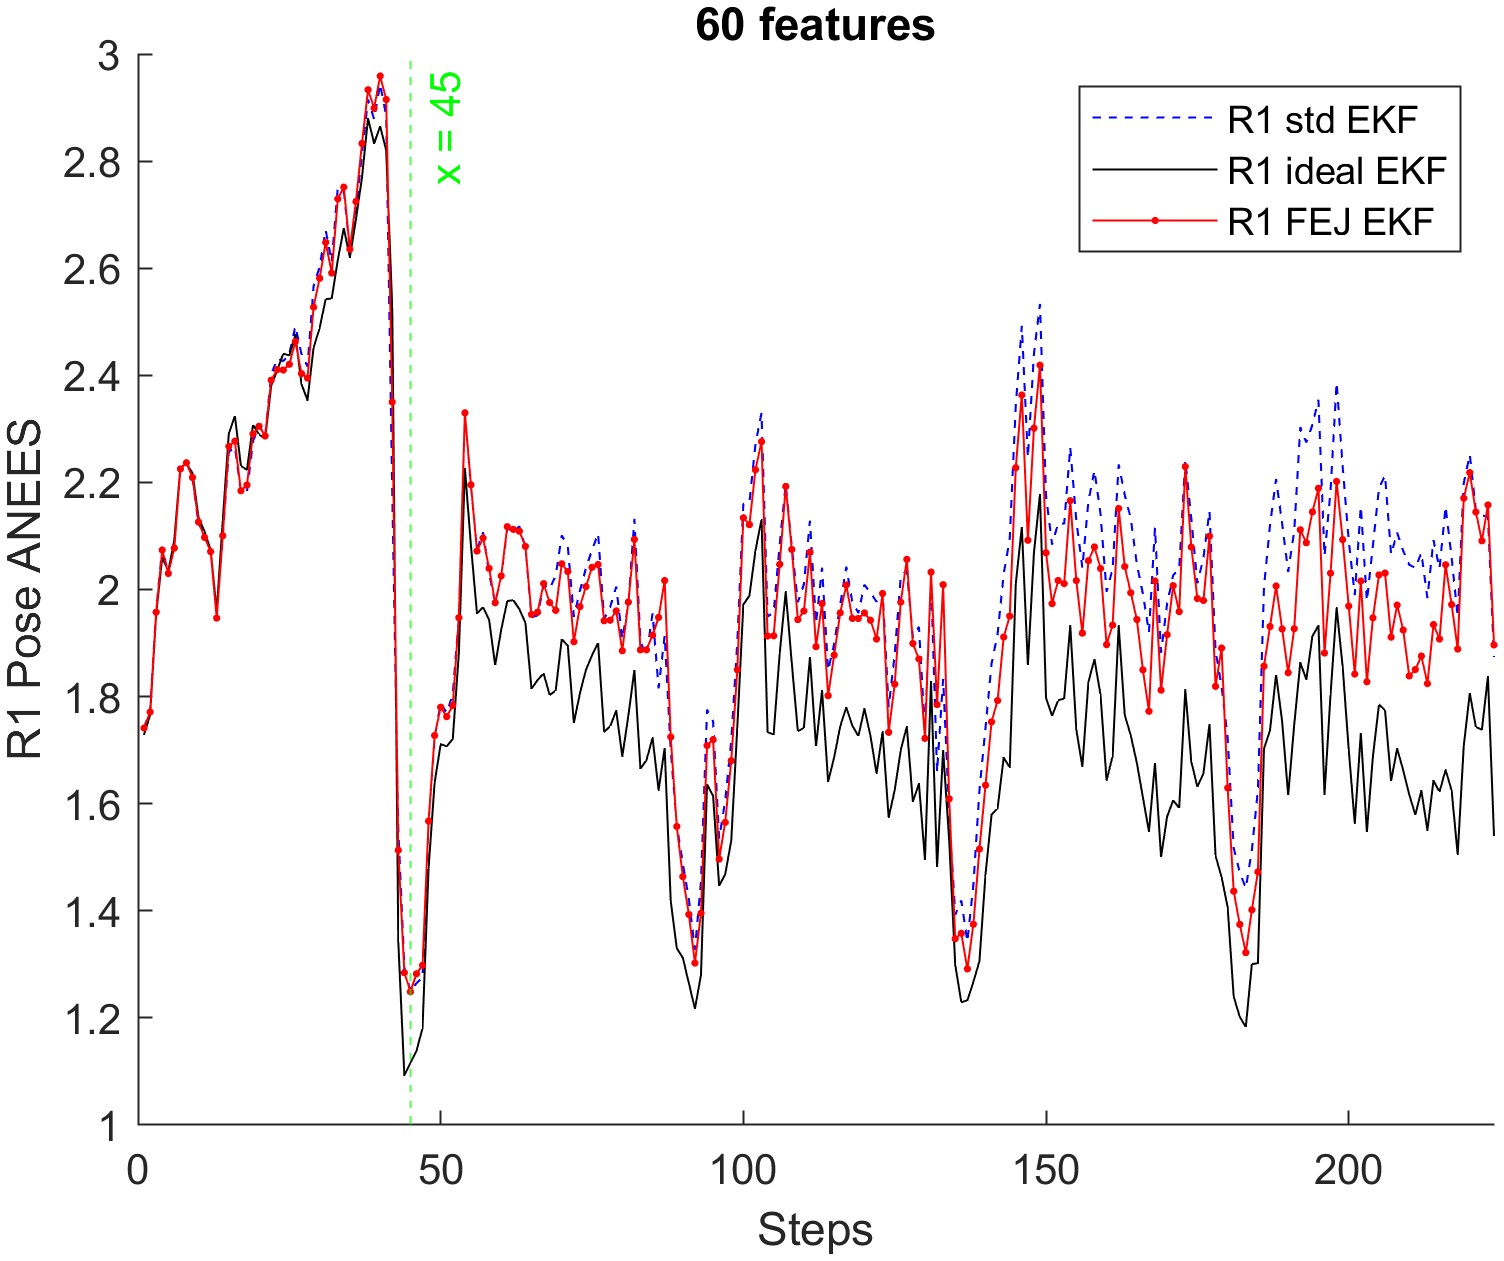 60 features
R1 Pose ANEES
3
2.8
2.6
2.4
2.2
2
1.8
1.6
1.4
1.2
1
x = 45
R1 std EKF
R1 ideal EKF
R1 FEJ EKF
0 50 100 150 200
Steps